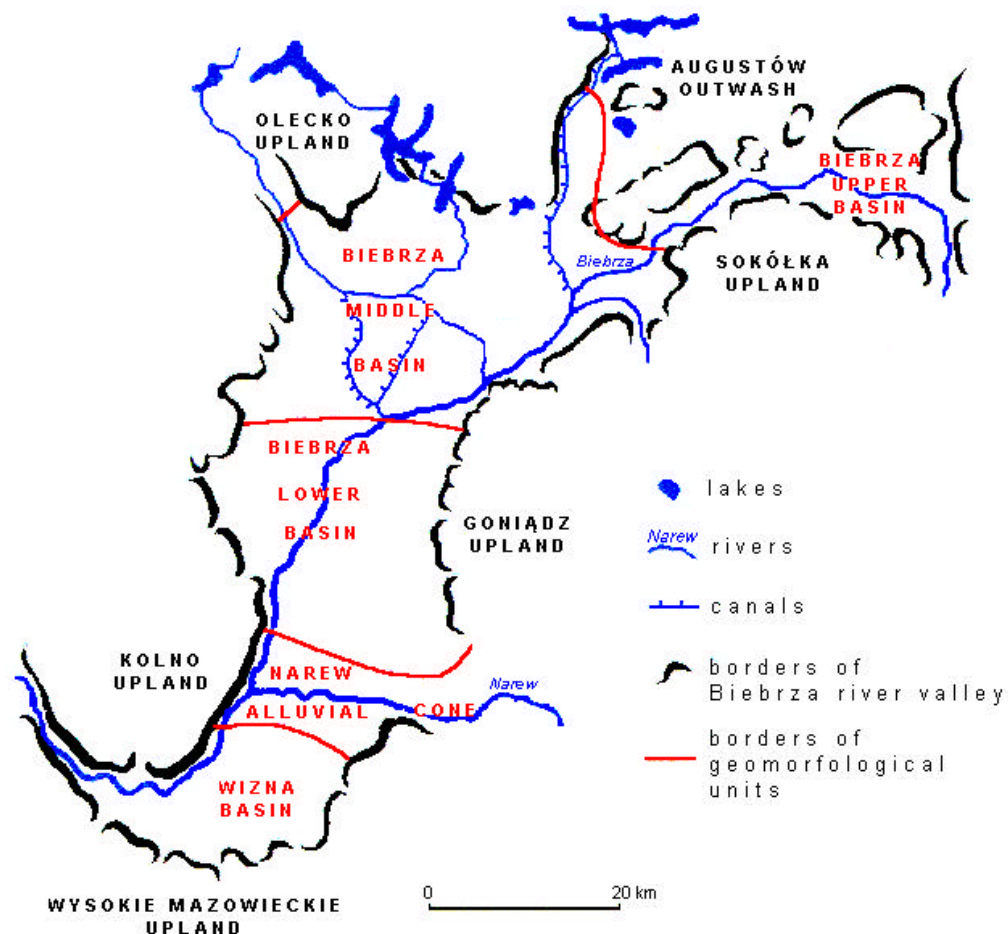 AUGUSTÓW
OUTWASH
OLECKO
UPLAND
BIEBRZA
UPPER
BASIN
BIEBRZA
Biebrza
SOKÓŁKA
UPLAND
MIDDLE
BASIN
BIEBRZA
LOWER
BASIN
GONIĄDZ
UPLAND
lakes
Narew
rivers
canals
KOLNO
UPLAND
NAREW
Narew
ALLUVIAL CONE
borders of
Biebrza river valley
borders of
geomorfological
units
WIZNA
BASIN
0 20 km
WYSOKIE MAZOWIECKIE
UPLAND